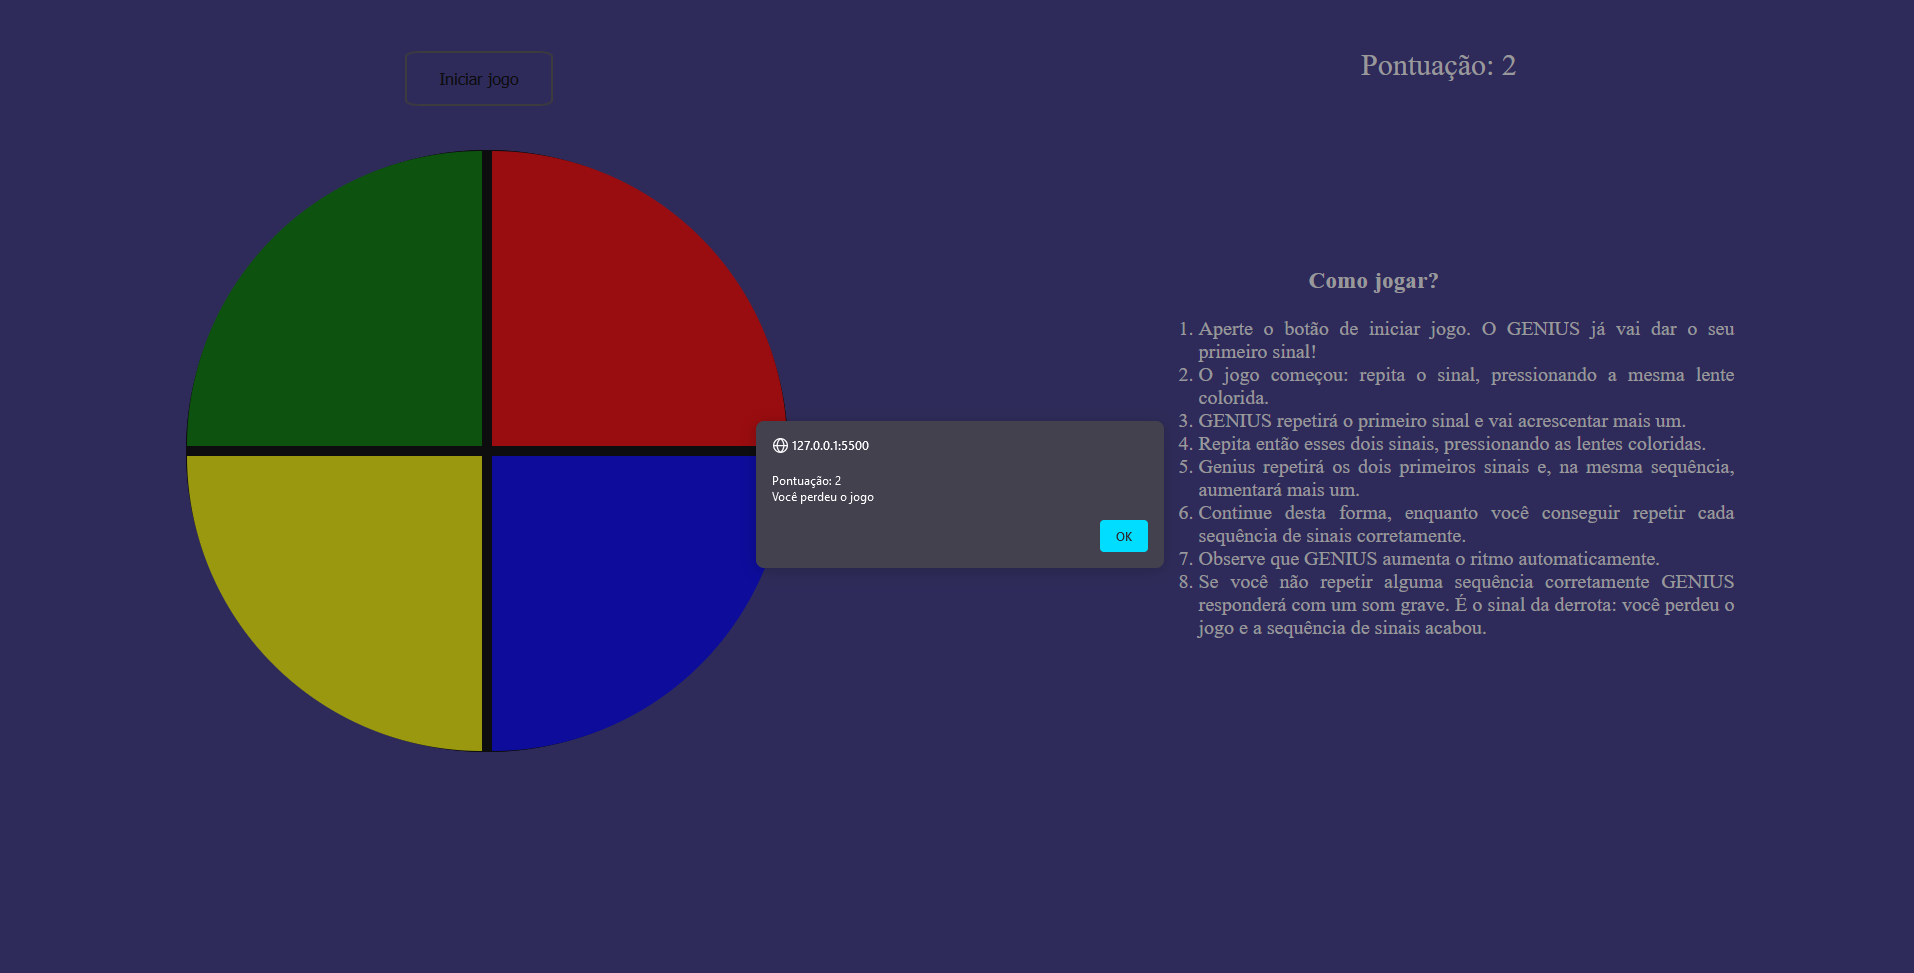 Iniciar jogo
Pontuação: 2
Como jogar?
1. Aperte o botão de iniciar jogo. O GENIUS já vai dar o seu
primeiro sinal!
2. O jogo começou: repita o sinal, pressionando a mesma lente
colorida.
3. GENIUS repetirá o primeiro sinal e vai acrescentar mais um.
4. Repita então esses dois sinais, pressionando as lentes coloridas.
5. Genius repetirá os dois primeiros sinais e, na mesma sequência,
aumentará mais um.
6. Continue desta forma, enquanto você conseguir repetir cada
sequência de sinais corretamente.
7. Observe que GENIUS aumenta o ritmo automaticamente.
8. Se você não repetir alguma sequência corretamente GENIUS
responderá com um som grave. É o sinal da derrota: você perdeu o
jogo e a sequência de sinais acabou.
127.0.0.1:5500
Pontuação: 2
Você perdeu o jogo
OK